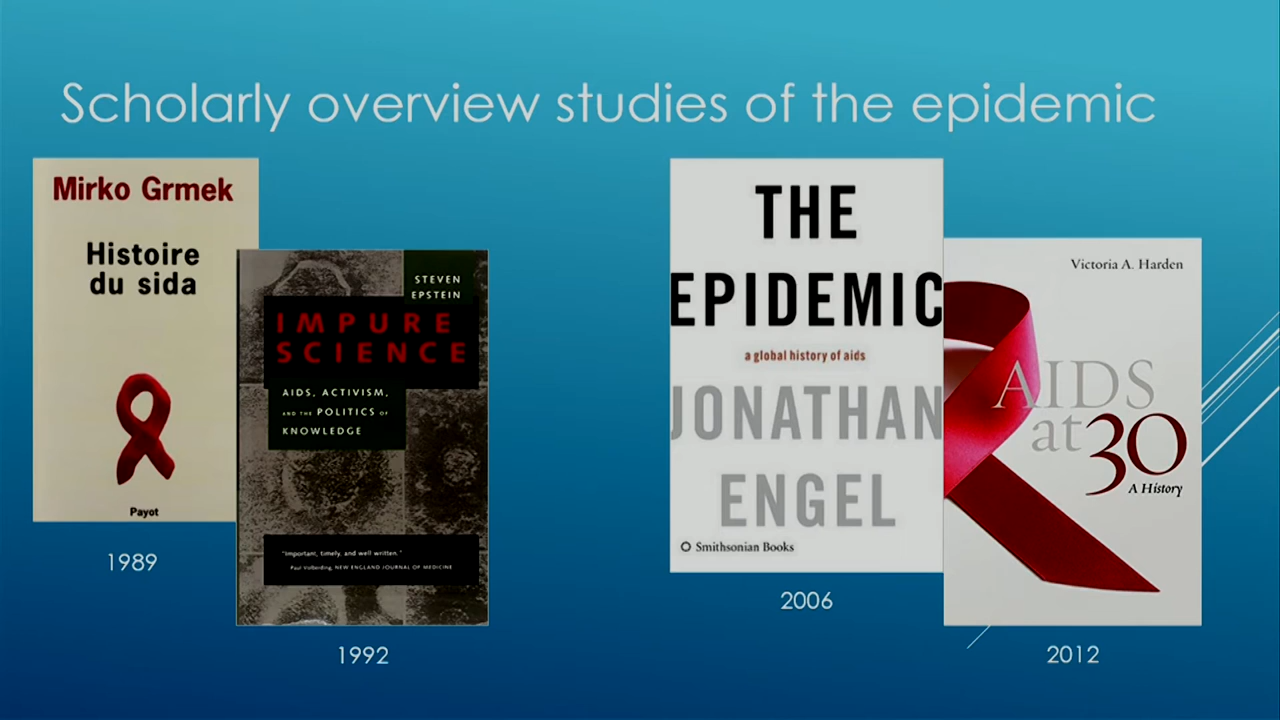 Scholarly overview studies of the epidemic
Mirko Grmek
Histoire
du sida
Payot
1989
STEVEN
EPSTEIN
IMPURE
SCIENCE
AIDS, ACTIVISM,
AND THE POLITICS OF
KNOWLEDGE
"Important, timely, and well written."
Paul Volberding, NEW ENGLAND JOURNAL OF MEDICINE
1992
THE
EPIDEMIC
a global history of aids
JONATHAN
ENGEL
Smithsonian Books
2006
Victoria A. Harden
AIDS
at 30
A History
2012